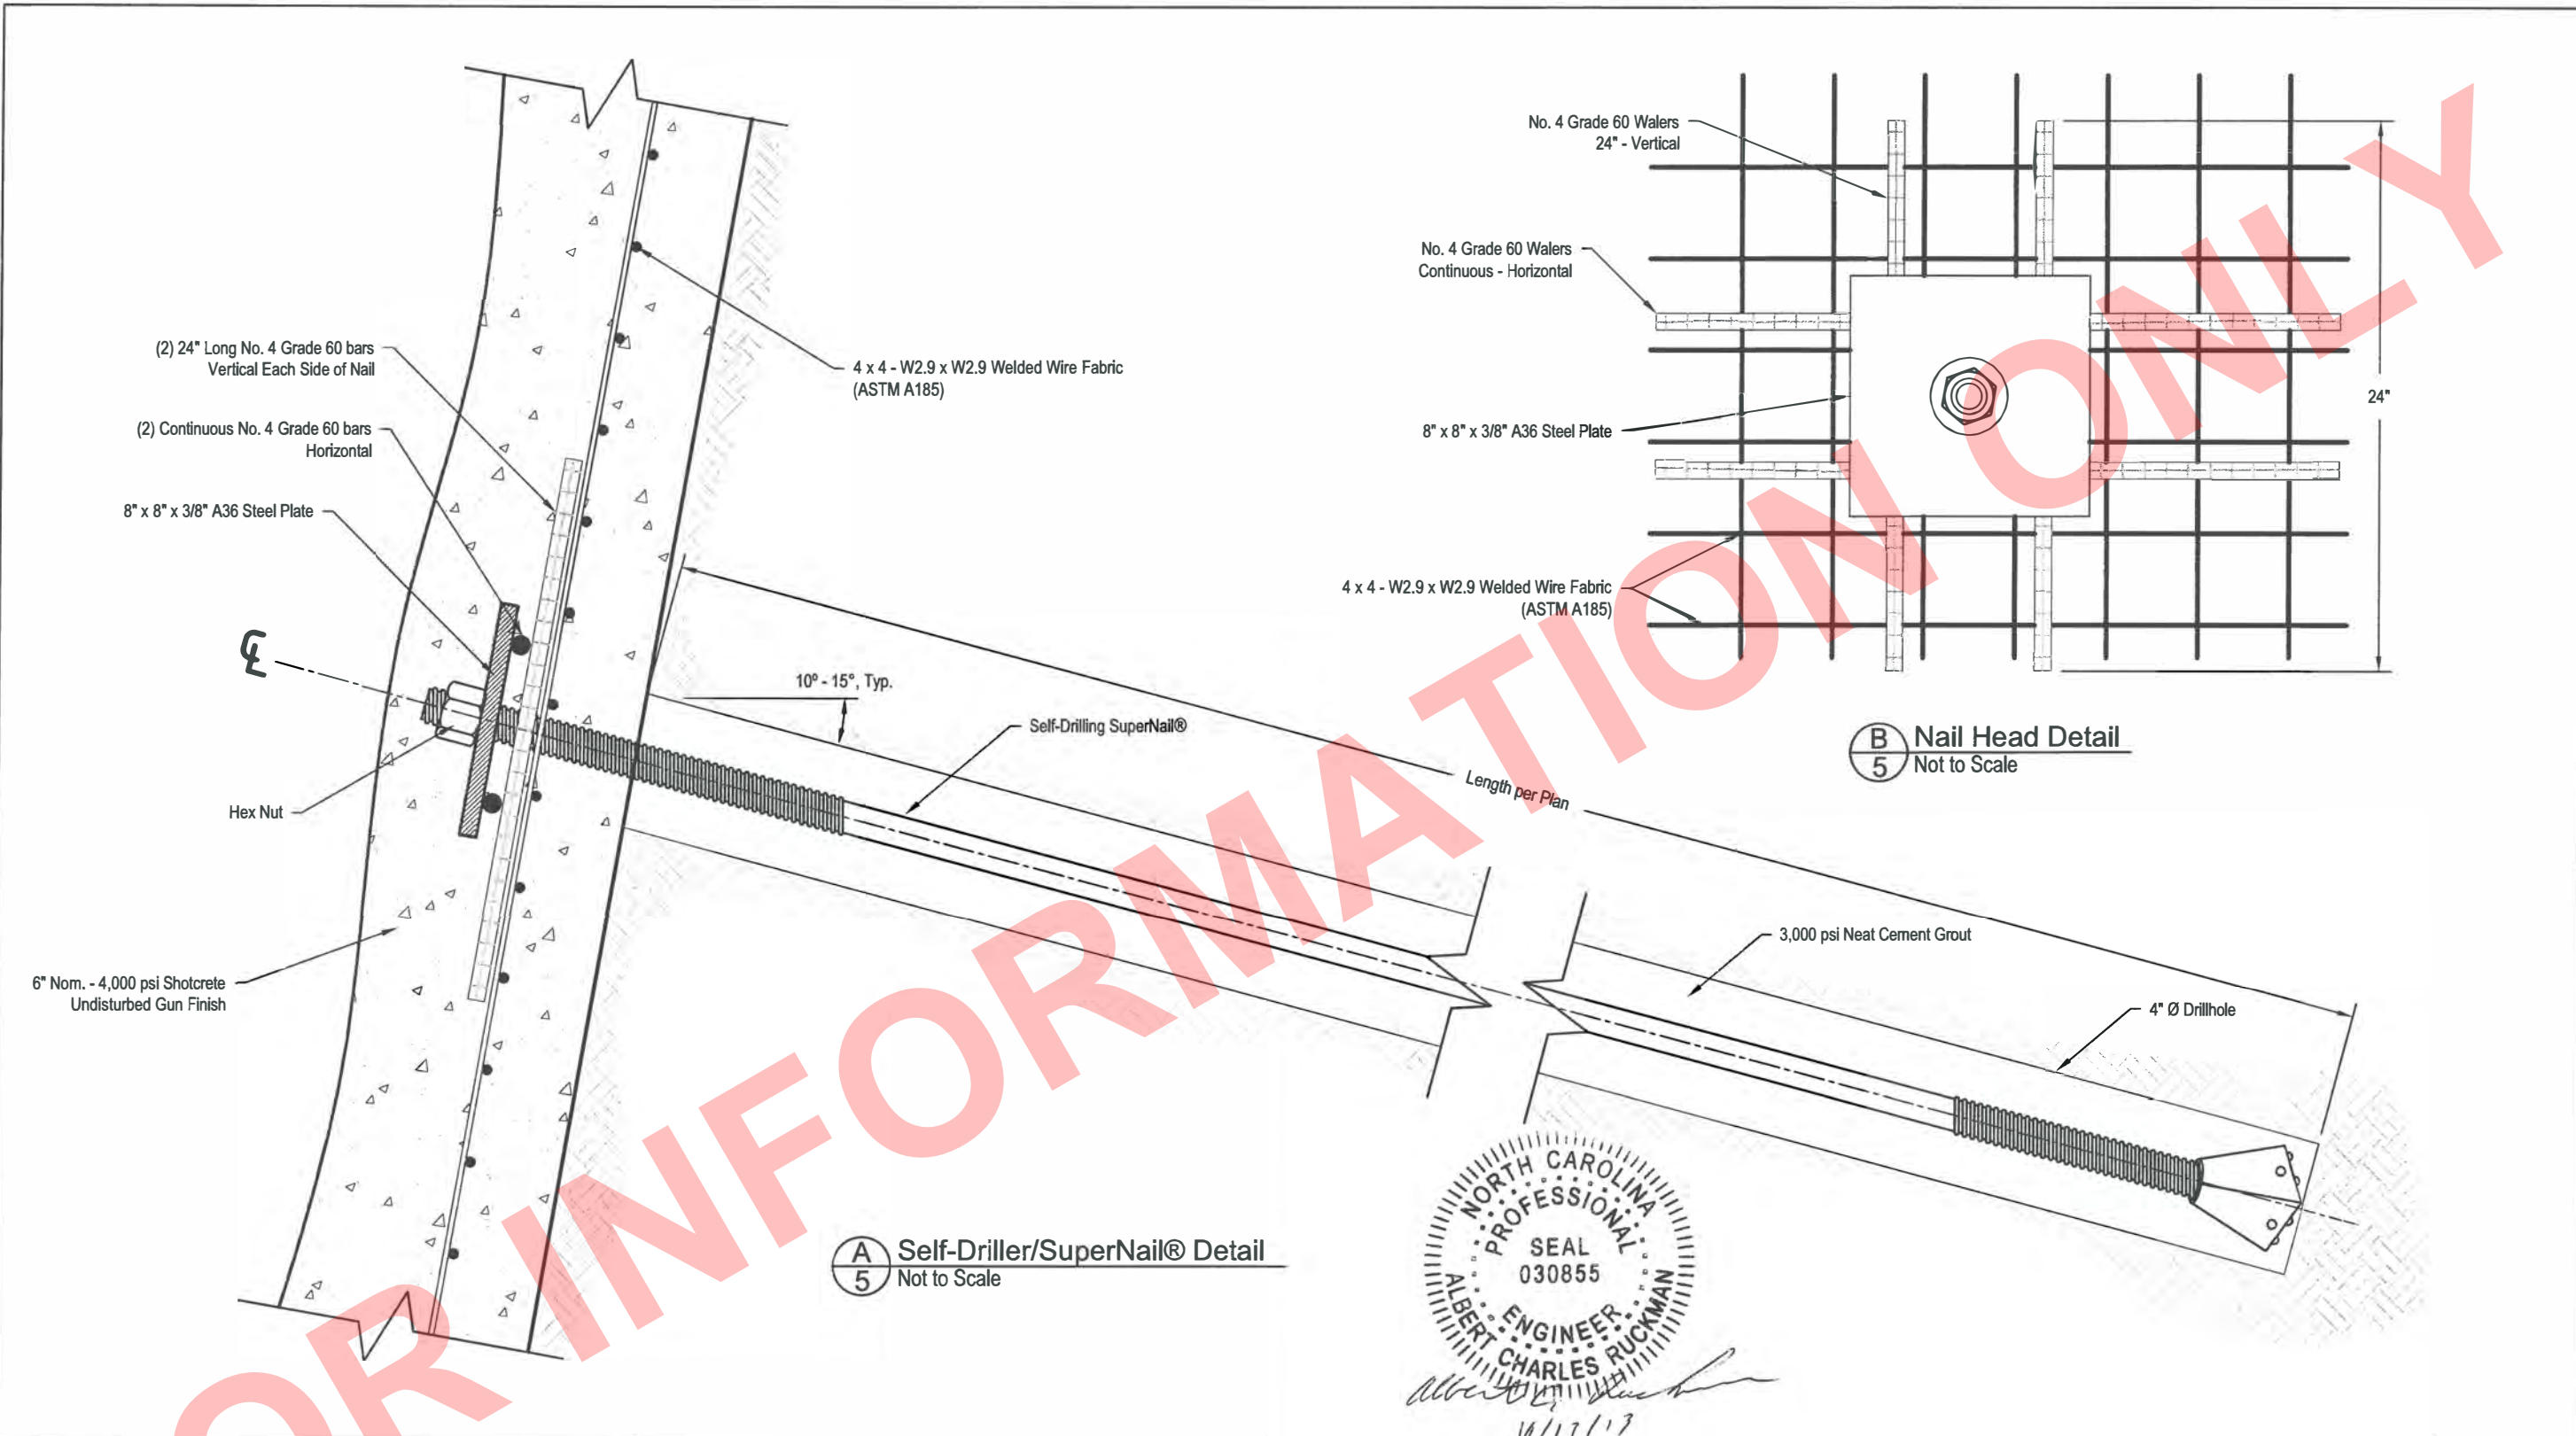 (2) 24" Long No. 4 Grade 60 bars
Vertical Each Side of Nail
(2) Continuous No. 4 Grade 60 bars
Horizontal
8" x 8" x 3/8" A36 Steel Plate
℄
Hex Nut
6" Nom. - 4,000 psi Shotcrete
Undisturbed Gun Finish
4 x 4 - W2.9 x W2.9 Welded Wire Fabric
(ASTM A185)
10° - 15°, Typ.
Self-Drilling SuperNail®
Length per Plan
3,000 psi Neat Cement Grout
4" Ø Drillhole
A
5
Self-Driller/SuperNail® Detail
Not to Scale
No. 4 Grade 60 Walers
24" - Vertical
No. 4 Grade 60 Walers
Continuous - Horizontal
8" x 8" x 3/8" A36 Steel Plate
4 x 4 - W2.9 x W2.9 Welded Wire Fabric
(ASTM A185)
24"
B
5
Nail Head Detail
Not to Scale
NORTH CAROLINA
PROFESSIONAL
SEAL
030855
ENGINEER
ALBERT CHARLES RUCKMAN
OR INFORMATION ONLY